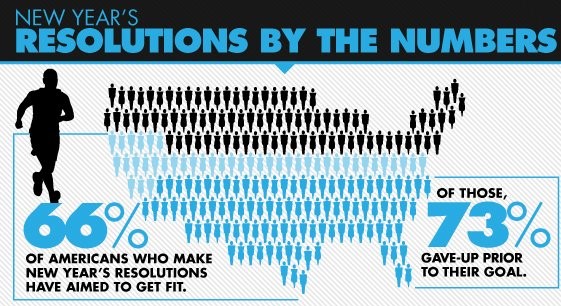 NEW YEAR'S
RESOLUTIONS BY THE NUMBERS
66%
OF AMERICANS WHO MAKE
NEW YEAR'S RESOLUTIONS
HAVE AIMED TO GET FIT.
OF THOSE,
73%
GAVE-UP PRIOR
TO THEIR GOAL.